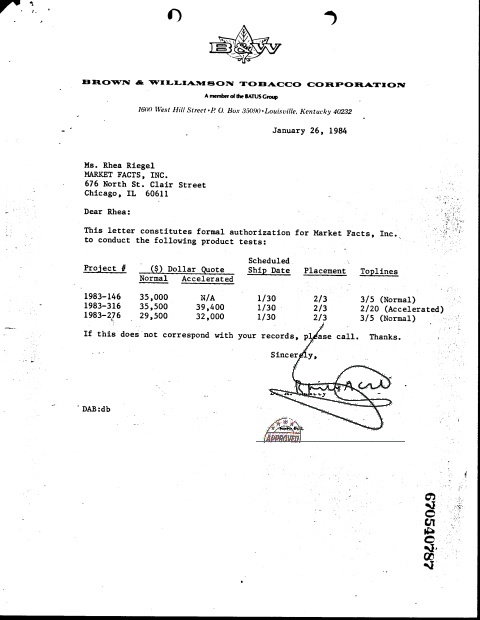 B&W
BROWN & WILLIAMSON TOBACCO CORPORATION
A member of the BATUS Group
1600 West Hill Street • P. O. Box 35090 • Louisville, Kentucky 40232
January 26, 1984
Ms. Rhea Riegel
MARKET FACTS, INC.
676 North St. Clair Street
Chicago, IL 60611
Dear Rhea:
This letter constitutes formal authorization for Market Facts, Inc.
to conduct the following product tests:
Project # ($) Dollar Quote Scheduled Ship Date Placement Toplines
Normal Accelerated
1983-146 35,000 N/A 1/30 2/3 3/5 (Normal)
1983-316 35,500 39,400 1/30 2/3 2/20 (Accelerated)
1983-276 29,500 32,000 1/30 2/3 3/5 (Normal)
If this does not correspond with your records, please call. Thanks.
Sincerely,
DAB:db
APPROVED
670540787